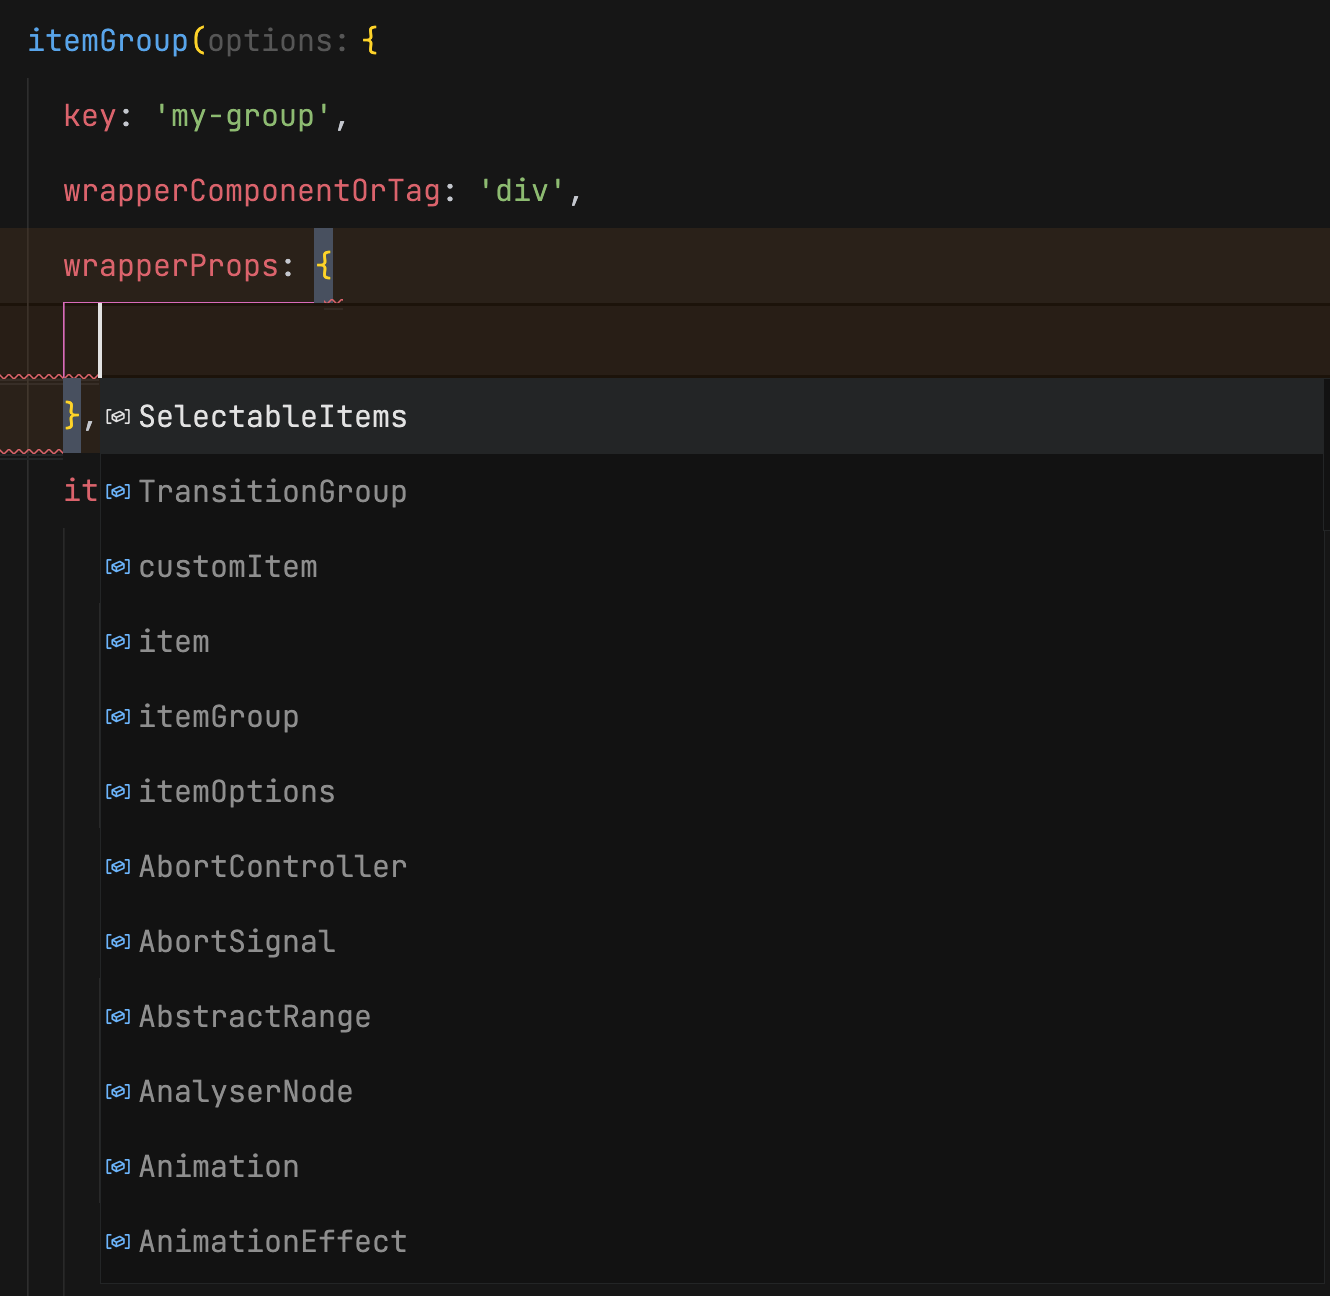 itemGroup(options: {
key: 'my-group',
wrapperComponentOrTag: 'div',
wrapperProps: {
},
SelectableItems
it
TransitionGroup
customItem
item
itemGroup
itemOptions
AbortController
AbortSignal
AbstractRange
AnalyserNode
Animation
AnimationEffect